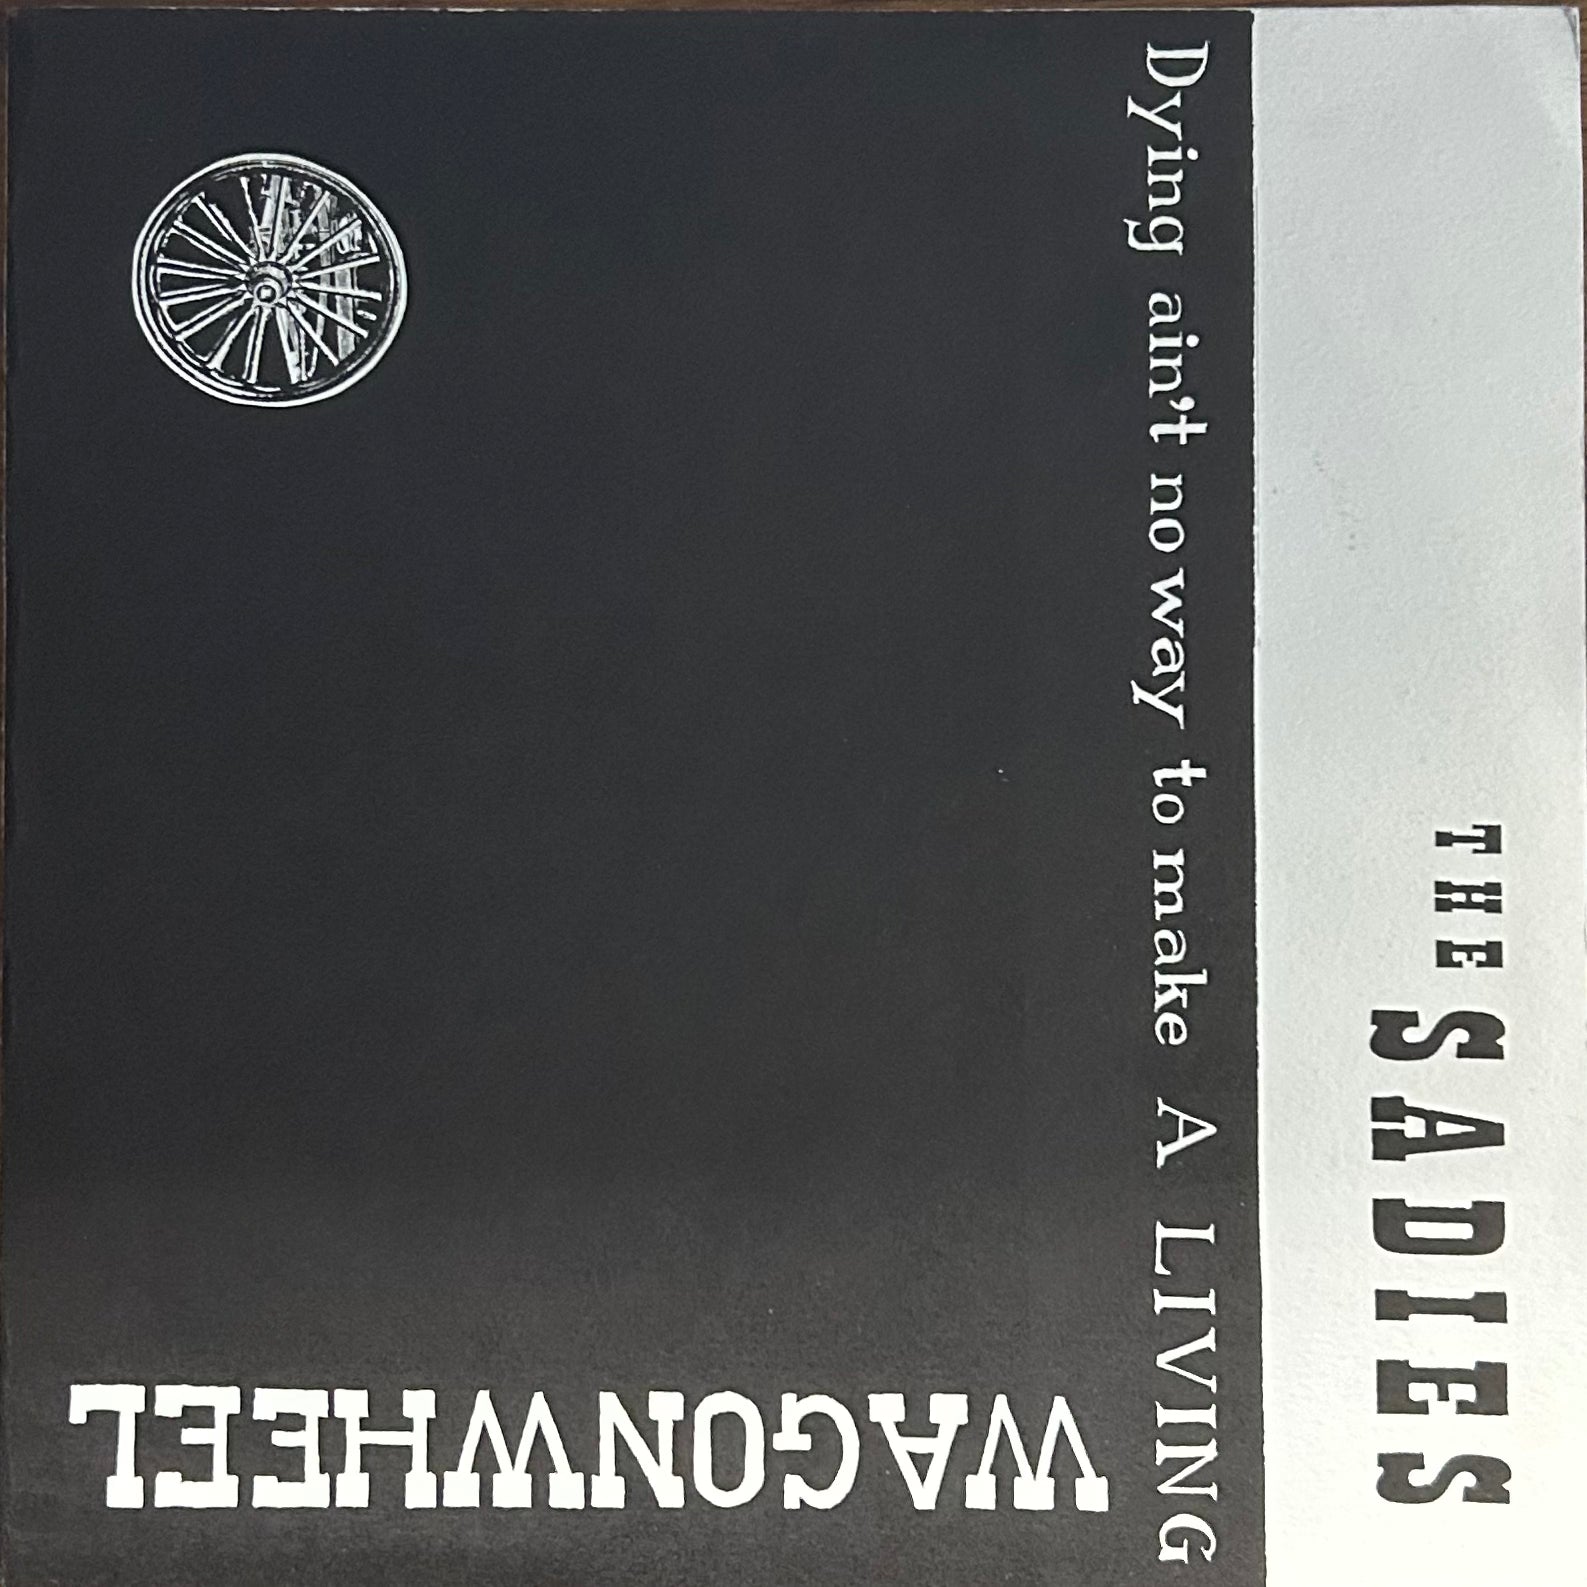 THE SADIES
Dying ain't no way to make A LIVING
WAGONWHEEL